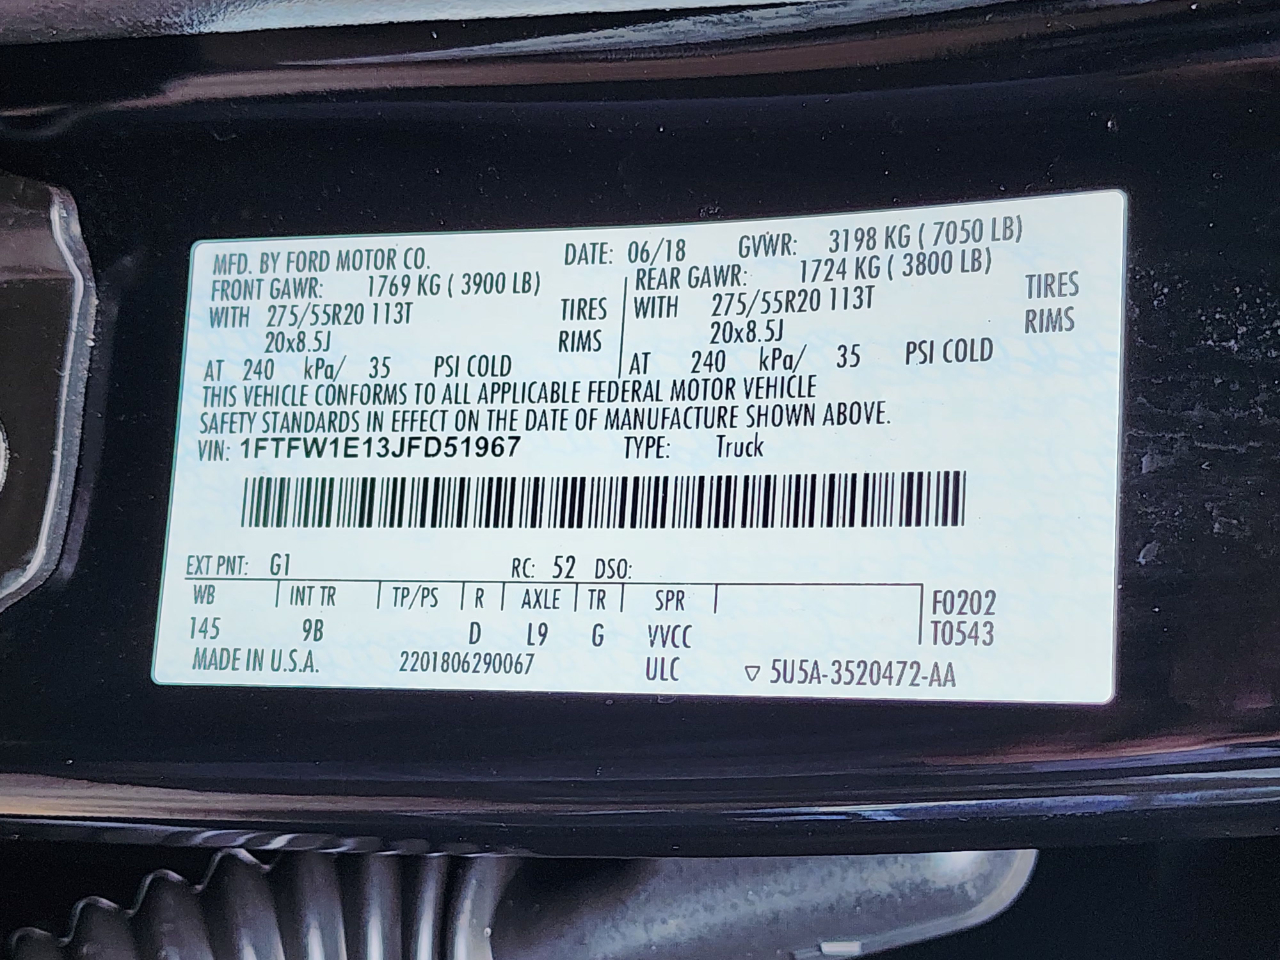 MFD. BY FORD MOTOR CO. DATE: 06/18 GVWR: 3198 KG ( 7050 LB)
FRONT GAWR: 1769 KG ( 3900 LB) REAR GAWR: 1724 KG ( 3800 LB)
WITH 275/55R20 113T TIRES WITH 275/55R20 113T TIRES
20x8.5J RIMS 20x8.5J RIMS
AT 240 kPa/ 35 PSI COLD AT 240 kPa/ 35 PSI COLD
THIS VEHICLE CONFORMS TO ALL APPLICABLE FEDERAL MOTOR VEHICLE
SAFETY STANDARDS IN EFFECT ON THE DATE OF MANUFACTURE SHOWN ABOVE.
VIN: 1FTFW1E13JFD51967 TYPE: Truck
EXT PNT: G1 RC: 52 DSO:
WB INT TR TP/PS R AXLE TR SPR F0202
145 9B D L9 G VVCC T0543
MADE IN U.S.A. 2201806290067 ULC ▽ 5U5A-3520472-AA